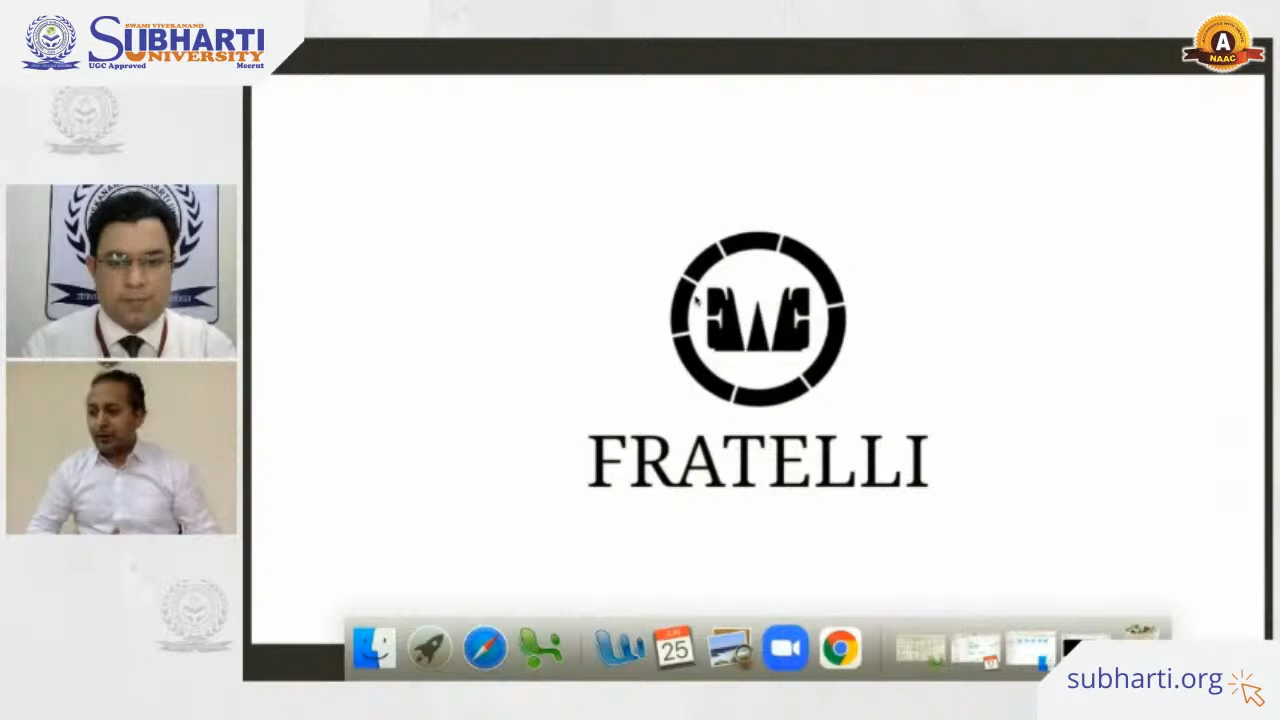 SWAMI VIVEKANAND
SUBHARTI
UNIVERSITY
UGC Approved Meerut
A
NAAC
FRATELLI
25
subharti.org